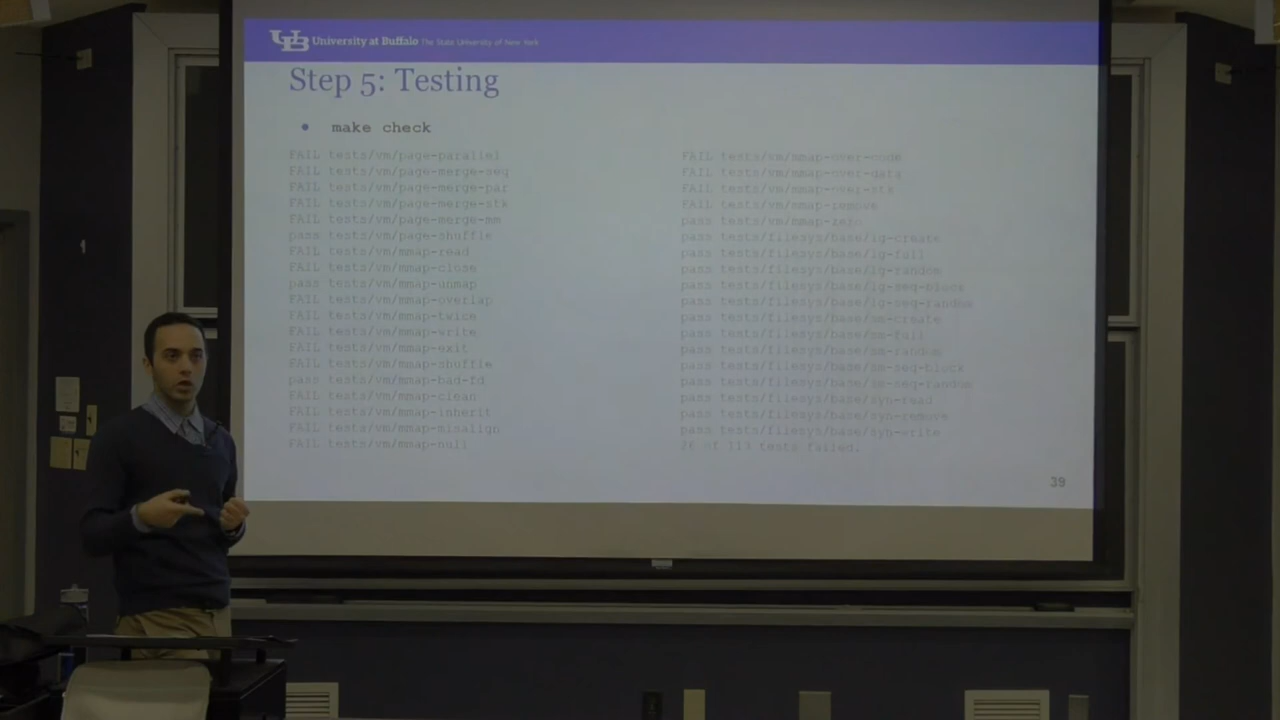 University at Buffalo The State University of New York
Step 5: Testing
• make check
FAIL tests/vm/page-parallel
FAIL tests/vm/page-merge-seq
FAIL tests/vm/page-merge-par
FAIL tests/vm/page-merge-stk
FAIL tests/vm/page-merge-mm
pass tests/vm/page-shuffle
FAIL tests/vm/mmap-read
FAIL tests/vm/mmap-close
pass tests/vm/mmap-unmap
FAIL tests/vm/mmap-overlap
FAIL tests/vm/mmap-twice
FAIL tests/vm/mmap-write
FAIL tests/vm/mmap-exit
FAIL tests/vm/mmap-shuffle
pass tests/vm/mmap-bad-fd
FAIL tests/vm/mmap-clean
FAIL tests/vm/mmap-inherit
FAIL tests/vm/mmap-misalign
FAIL tests/vm/mmap-null
FAIL tests/vm/mmap-over-code
FAIL tests/vm/mmap-over-data
FAIL tests/vm/mmap-over-stk
FAIL tests/vm/mmap-remove
pass tests/vm/mmap-zero
pass tests/filesys/base/lg-create
pass tests/filesys/base/lg-full
pass tests/filesys/base/lg-random
pass tests/filesys/base/lg-seq-block
pass tests/filesys/base/lg-seq-random
pass tests/filesys/base/sm-create
pass tests/filesys/base/sm-full
pass tests/filesys/base/sm-random
pass tests/filesys/base/sm-seq-block
pass tests/filesys/base/sm-seq-random
pass tests/filesys/base/syn-read
pass tests/filesys/base/syn-remove
pass tests/filesys/base/syn-write
26 of 113 tests failed.
39